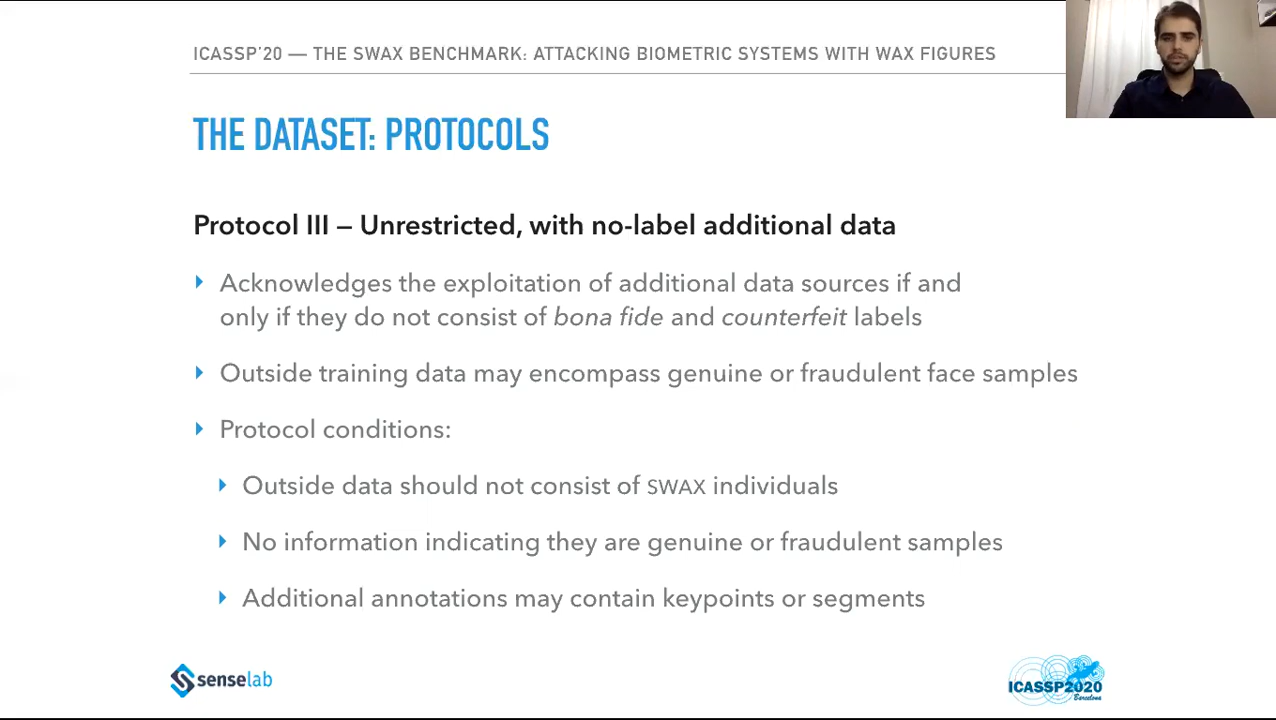 ICASSP’20 — THE SWAX BENCHMARK: ATTACKING BIOMETRIC SYSTEMS WITH WAX FIGURES
THE DATASET: PROTOCOLS
Protocol III – Unrestricted, with no-label additional data
Acknowledges the exploitation of additional data sources if and
only if they do not consist of bona fide and counterfeit labels
Outside training data may encompass genuine or fraudulent face samples
Protocol conditions:
Outside data should not consist of SWAX individuals
No information indicating they are genuine or fraudulent samples
Additional annotations may contain keypoints or segments
senselab
ICASSP2020
Barcelona